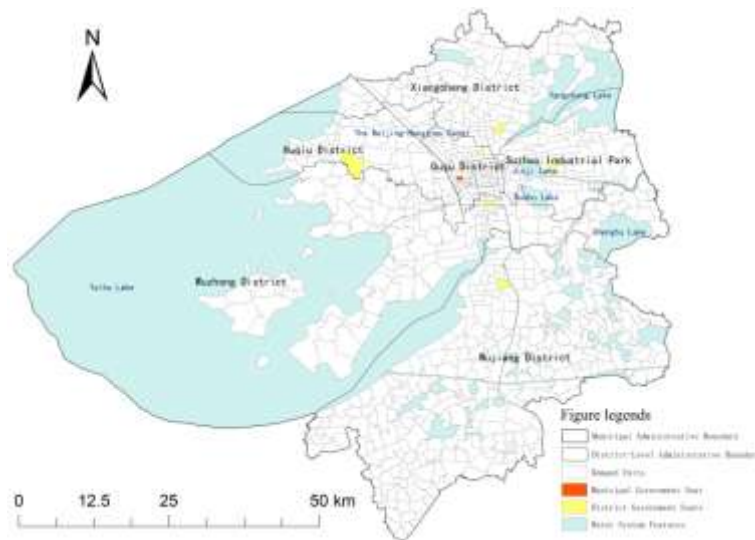 N
Xiangcheng District
Yangcheng Lake
The Beijing-Hangzhou Canal
Huqiu District
Gusu District
Suzhou Industrial Park
Jinji Lake
Dushu Lake
Chenghu Lake
Wuzhong District
Taihu Lake
Wujiang District
Figure legends
Municipal Administrative Boundary
District-Level Administrative Boundar
Demand Units
Municipal Government Seat
District Government Seats
Water System Features
0 12.5 25 50 km